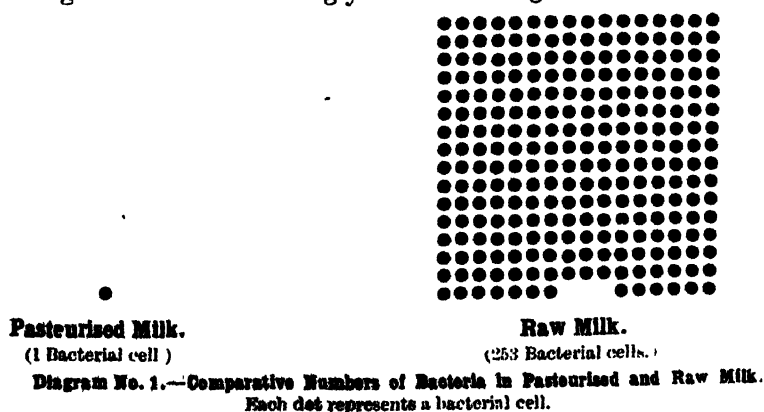 Pasteurised Milk.
(1 Bacterial cell)
Raw Milk.
(253 Bacterial cells.)
Diagram No. 1.—Comparative Numbers of Bacteria in Pasteurised and Raw Milk.
Each dot represents a bacterial cell.